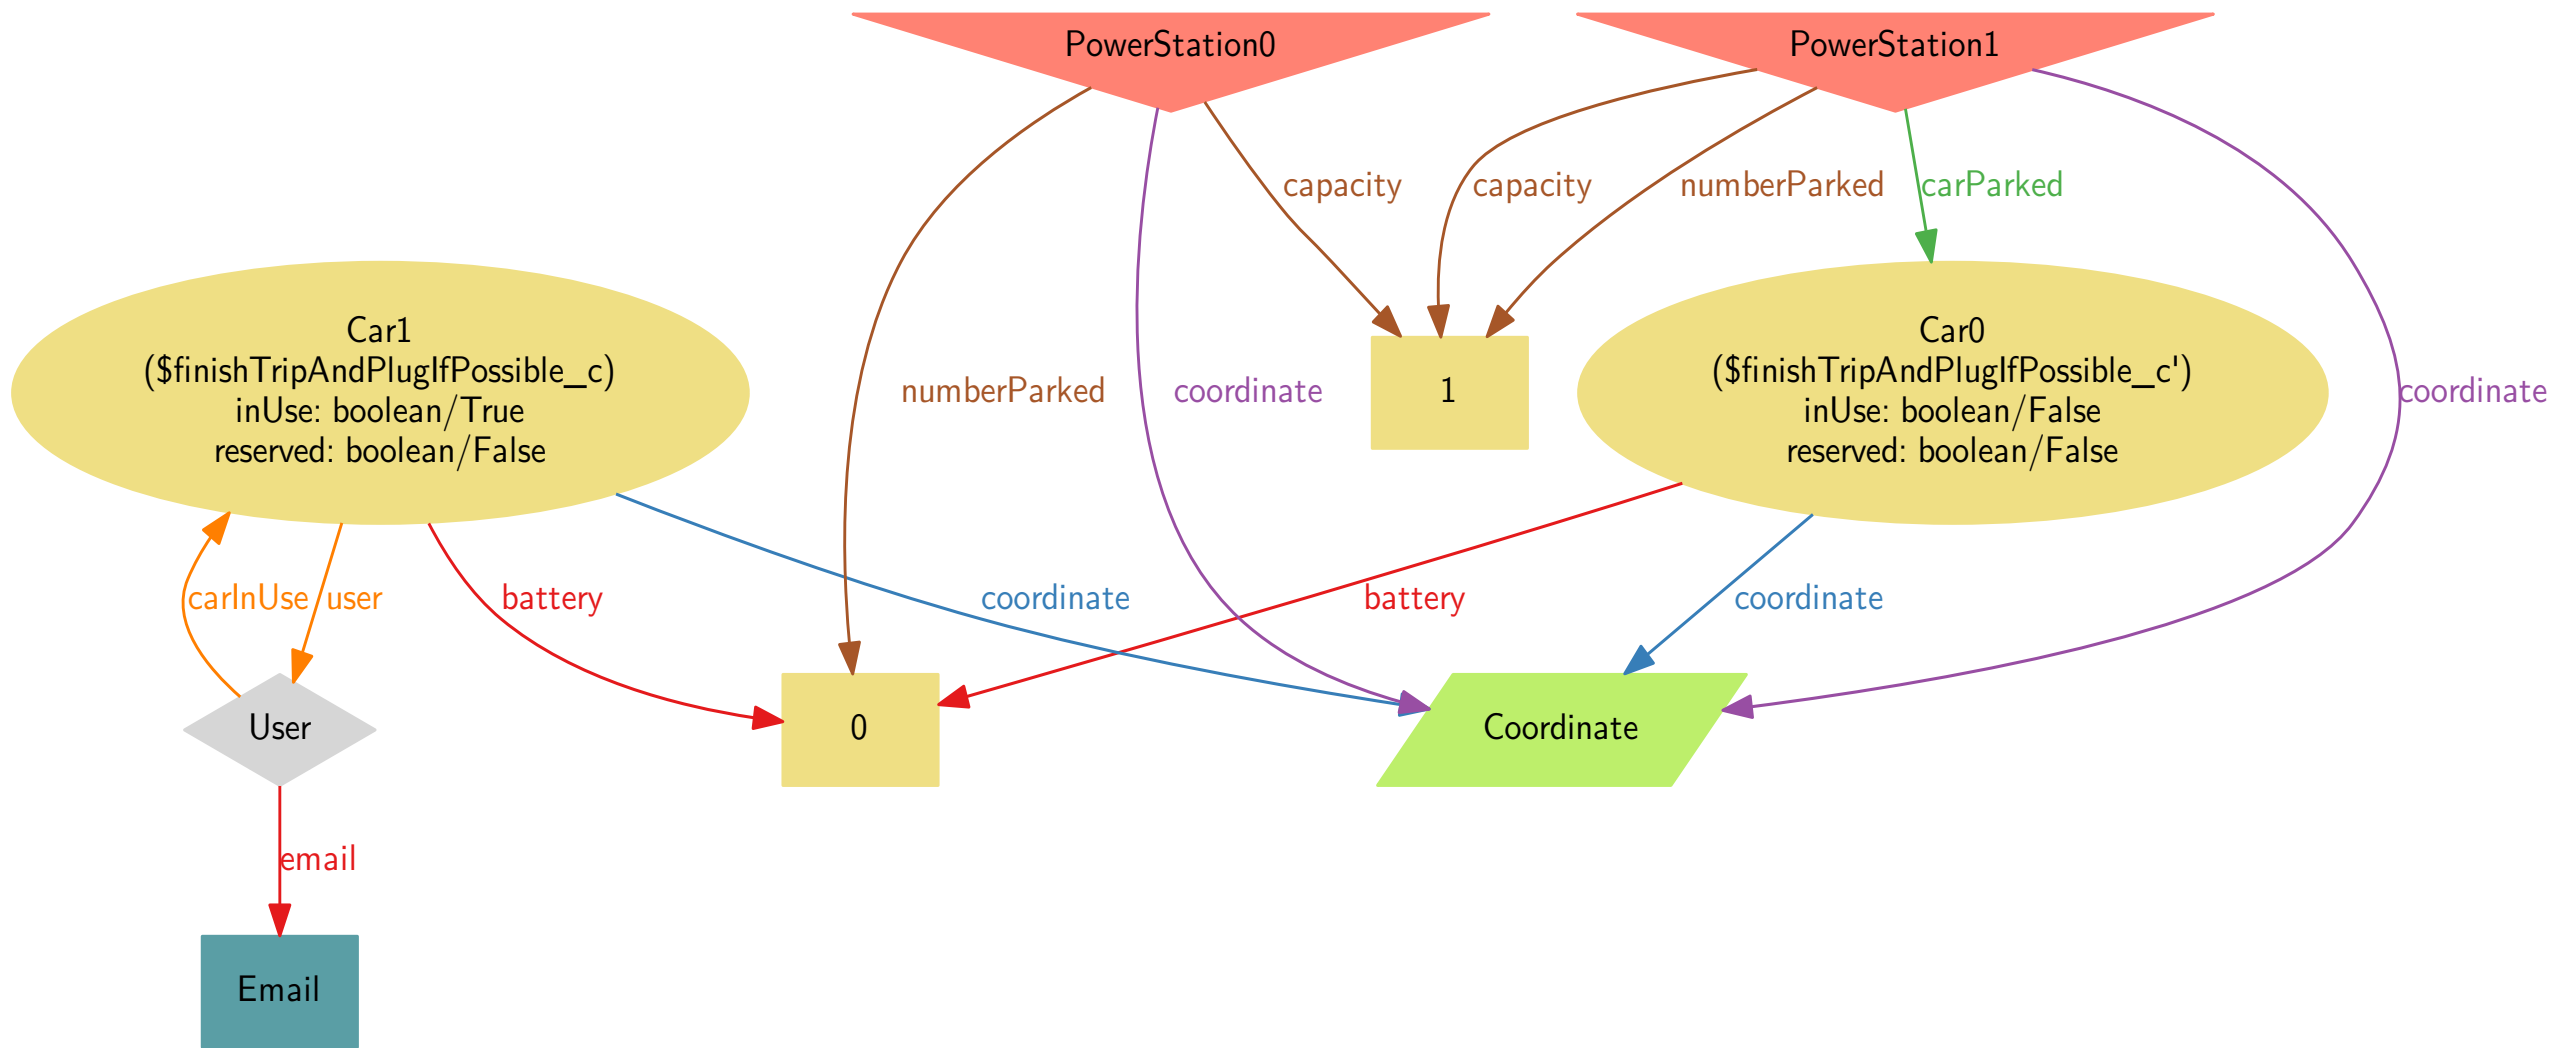 PowerStation0
PowerStation1
capacity
capacity
numberParked
carParked
Car1
($finishTripAndPlugIfPossible_c)
inUse: boolean/True
reserved: boolean/False
numberParked
coordinate
1
Car0
($finishTripAndPlugIfPossible_c')
inUse: boolean/False
reserved: boolean/False
coordinate
carInUse
user
battery
coordinate
battery
coordinate
User
0
Coordinate
email
Email